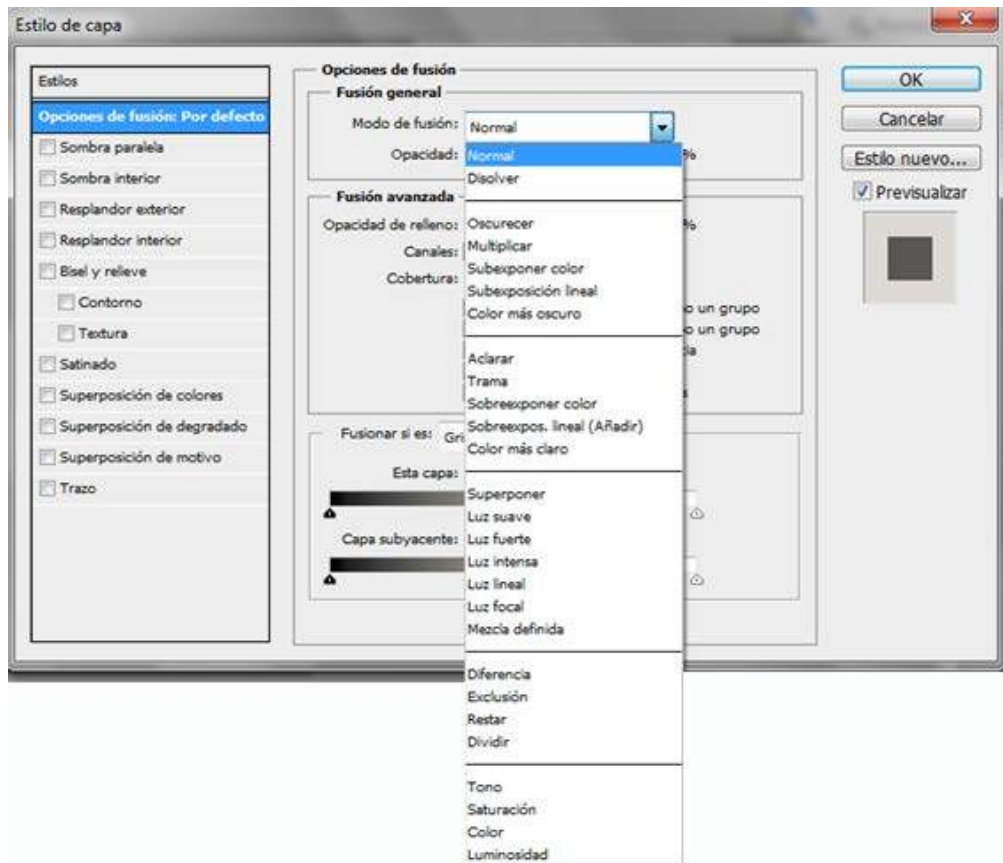 Estilo de capa
Estilos
Opciones de fusión: Por defecto
Sombra paralela
Sombra interior
Resplandor exterior
Resplandor interior
Bisel y relieve
Contorno
Textura
Satinado
Superposición de colores
Superposición de degradado
Superposición de motivo
Trazo
Opciones de fusión
Fusión general
Modo de fusión: Normal
Opacidad: %
Fusión avanzada
Opacidad de relleno: %
Canales:
Cobertura:
un grupo
un grupo
Fusionar si es: Gri
Esta capa:
Capa subyacente:
Normal
Disolver
Oscurecer
Multiplicar
Subexponer color
Subexposición lineal
Color más oscuro
Aclarar
Trama
Sobreexponer color
Sobreexpos. lineal (Añadir)
Color más claro
Superponer
Luz suave
Luz fuerte
Luz intensa
Luz lineal
Luz focal
Mezcla definida
Diferencia
Exclusión
Restar
Dividir
Tono
Saturación
Color
Luminosidad
OK
Cancelar
Estilo nuevo...
Previsualizar